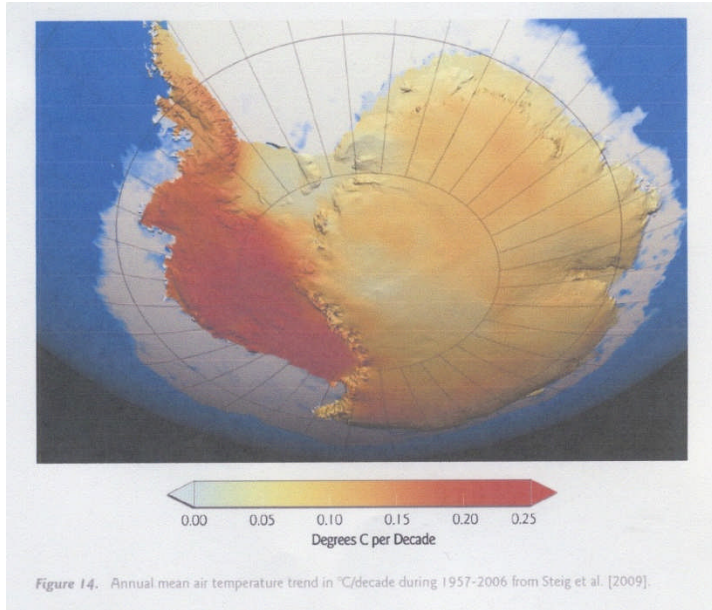 0.00 0.05 0.10 0.15 0.20 0.25
Degrees C per Decade
Figure 14. Annual mean air temperature trend in °C/decade during 1957-2006 from Steig et al. [2009].